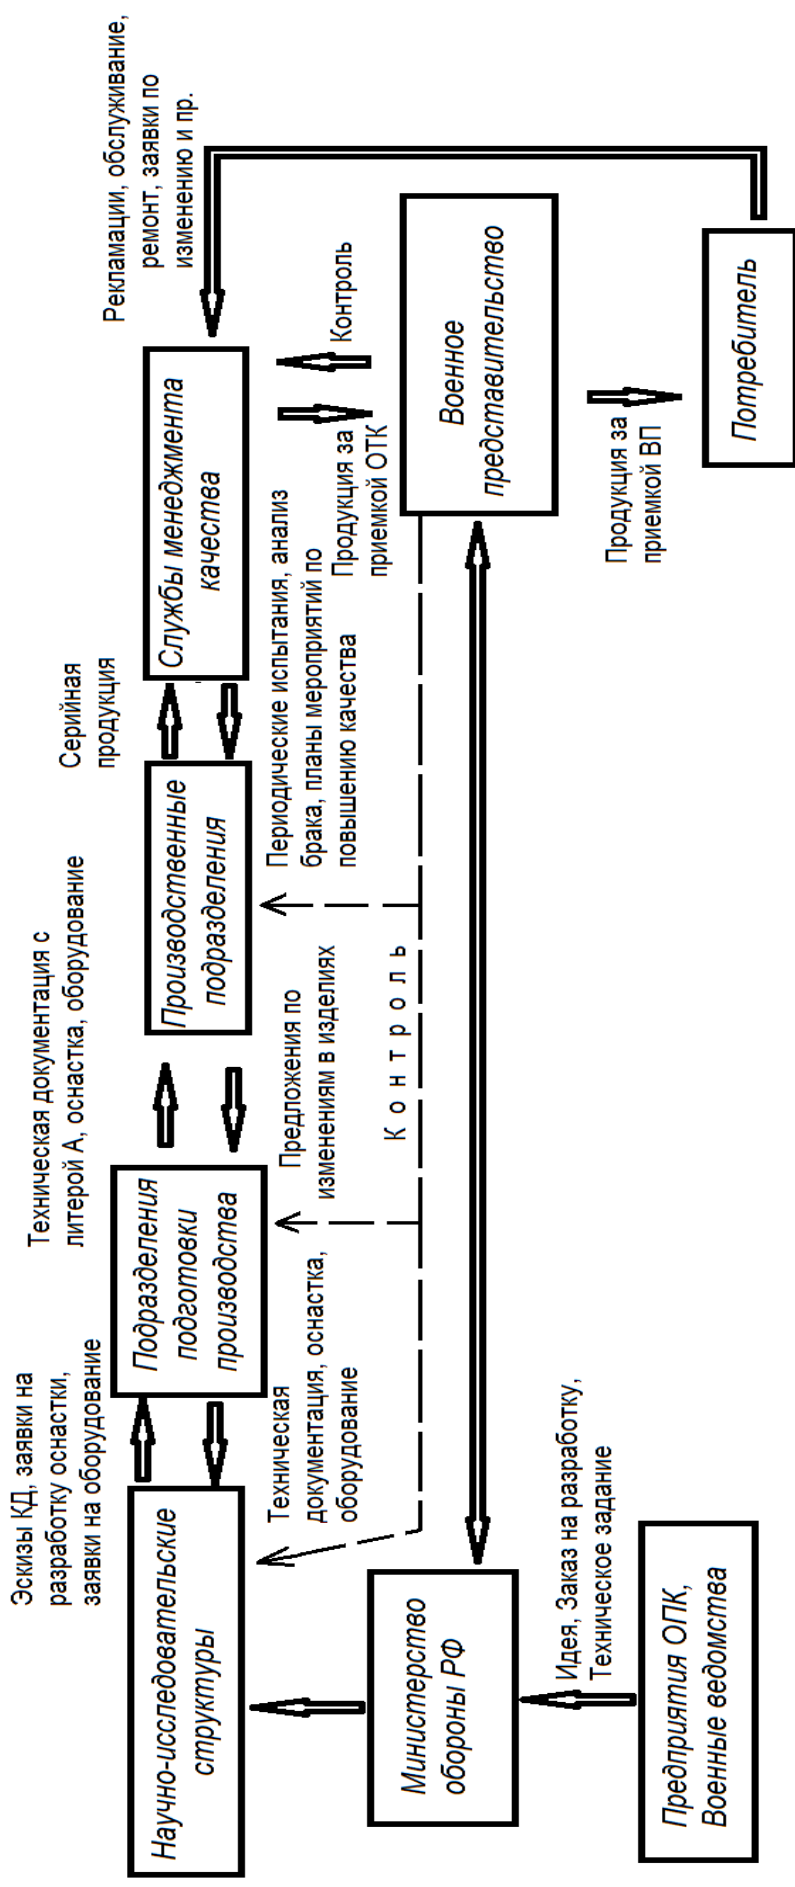 Эскизы КД, заявки на
разработку оснастки,
заявки на оборудование
Техническая документация с
литерой А, оснастка, оборудование
Серийная
продукция
Рекламации, обслуживание,
ремонт, заявки по
изменению и пр.
Научно-исследовательские
структуры
Подразделения
подготовки
производства
Производственные
подразделения
Службы менеджмента
качества
Техническая
документация, оснастка,
оборудование
Предложения по
изменениям в изделиях
Периодические испытания, анализ
брака, планы мероприятий по
повышению качества
Продукция за
приемкой ОТК
Контроль
Контроль
Министерство
обороны РФ
Военное
представительство
Идея, Заказ на разработку,
Техническое задание
Продукция за
приемкой ВП
Предприятия ОПК,
Военные ведомства
Потребитель